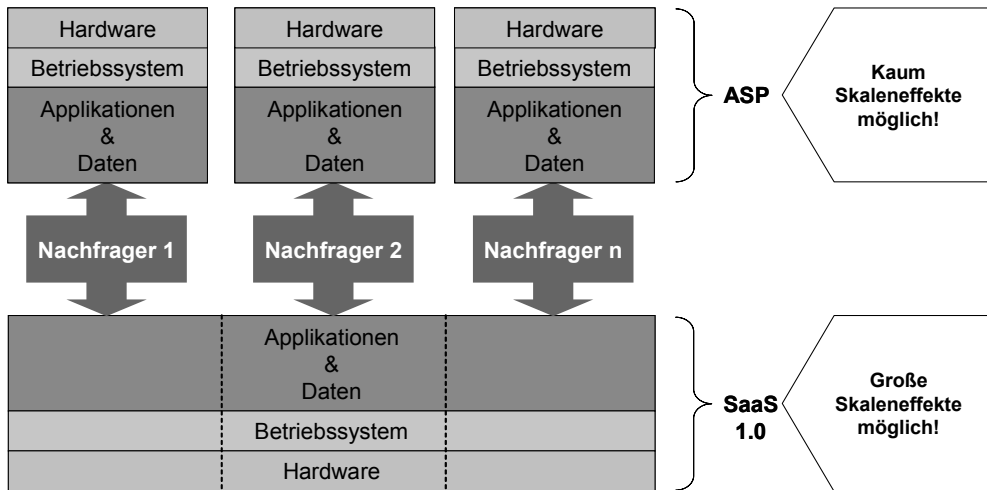 Hardware
Betriebssystem
Applikationen
&
Daten
Hardware
Betriebssystem
Applikationen
&
Daten
Hardware
Betriebssystem
Applikationen
&
Daten
ASP
Kaum
Skaleneffekte
möglich!
Nachfrager 1
Nachfrager 2
Nachfrager n
Applikationen
&
Daten
Betriebssystem
Hardware
SaaS
1.0
Große
Skaleneffekte
möglich!